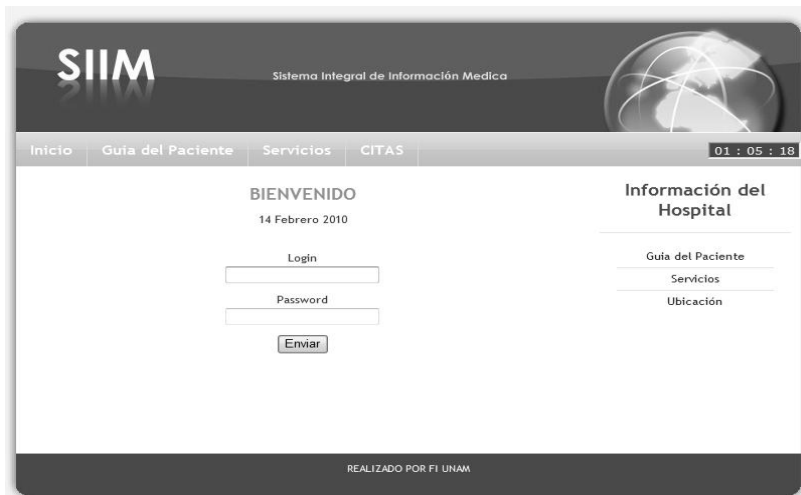 SIIM
Sistema Integral de Información Medica
Inicio Guia del Paciente Servicios CITAS 01 : 05 : 18
BIENVENIDO
14 Febrero 2010
Login
Password
Enviar
Información del
Hospital
Guia del Paciente
Servicios
Ubicación
REALIZADO POR FI UNAM